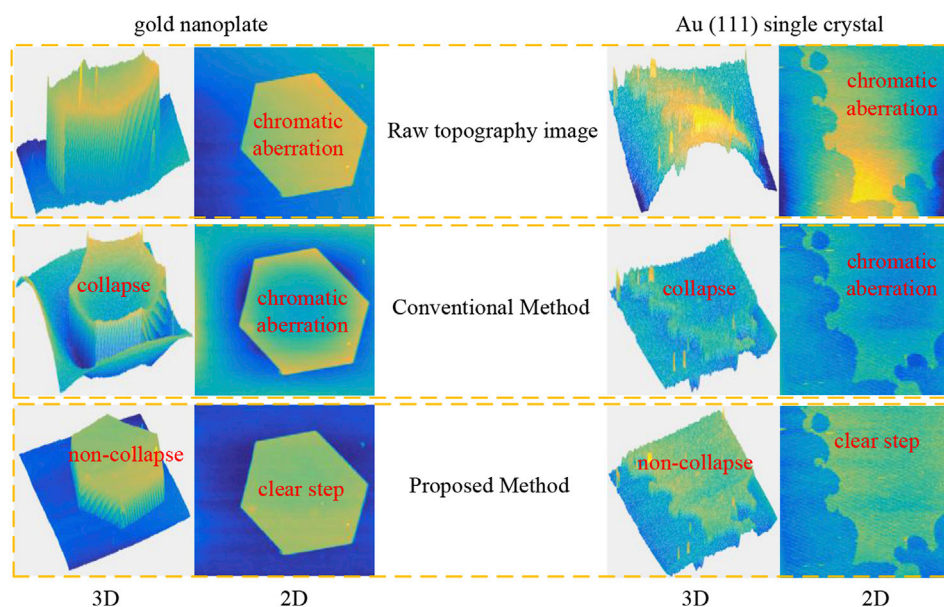 gold nanoplate
Au (111) single crystal
chromatic
aberration
Raw topography image
chromatic
aberration
collapse
chromatic
aberration
Conventional Method
collapse
chromatic
aberration
non-collapse
clear step
Proposed Method
non-collapse
clear step
3D
2D
3D
2D